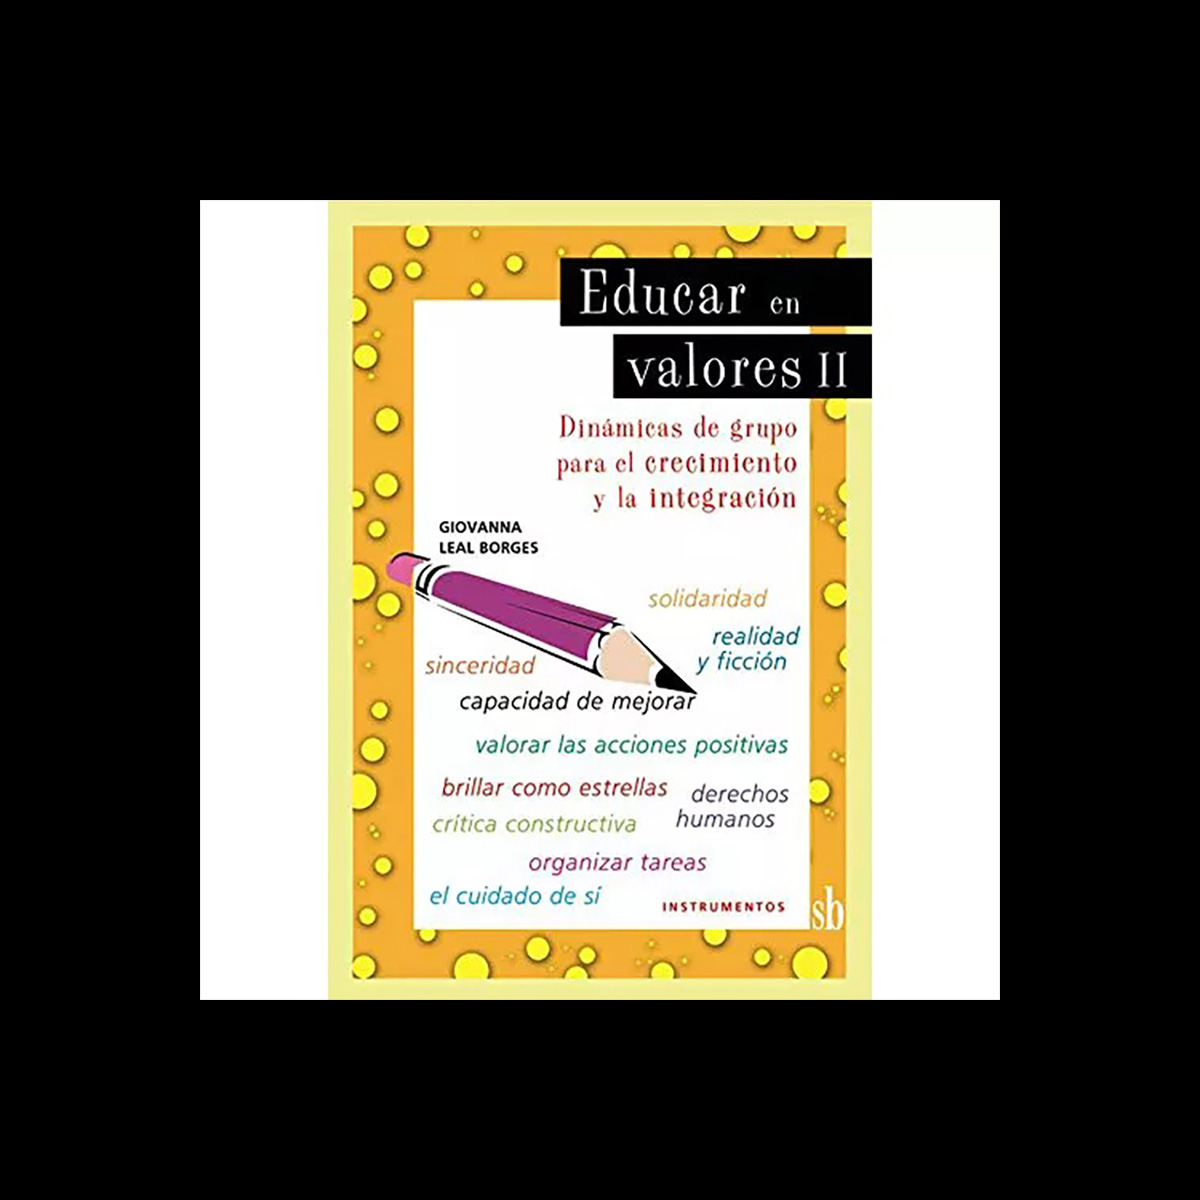 Educar en
valores II
Dinámicas de grupo
para el crecimiento
y la integración
GIOVANNA
LEAL BORGES
solidaridad
realidad
y ficción
sinceridad
capacidad de mejorar
valorar las acciones positivas
brillar como estrellas
derechos
humanos
crítica constructiva
organizar tareas
el cuidado de sí
INSTRUMENTOS
sb